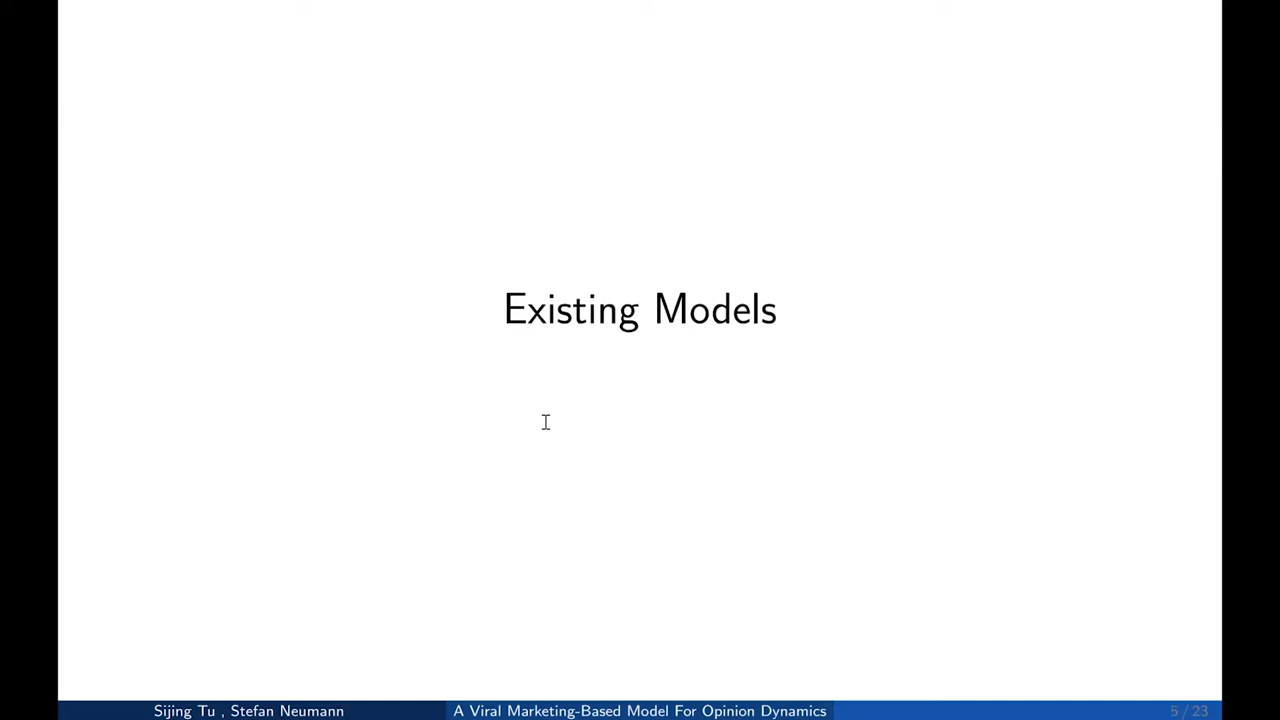 Existing Models
Sijing Tu , Stefan Neumann
A Viral Marketing-Based Model For Opinion Dynamics
5 / 23